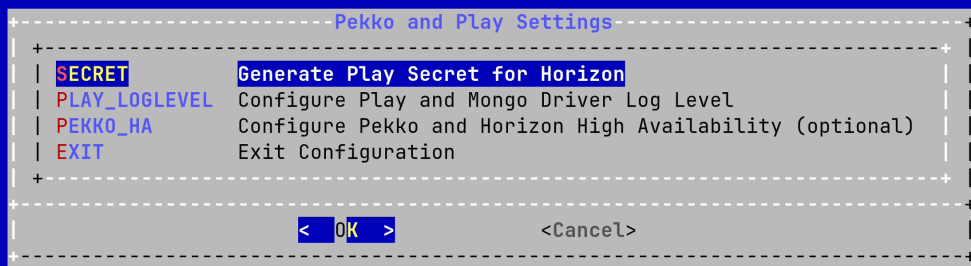 Pekko and Play Settings
SECRET Generate Play Secret for Horizon
PLAY_LOGLEVEL Configure Play and Mongo Driver Log Level
PEKKO_HA Configure Pekko and Horizon High Availability (optional)
EXIT Exit Configuration
< OK > <Cancel>